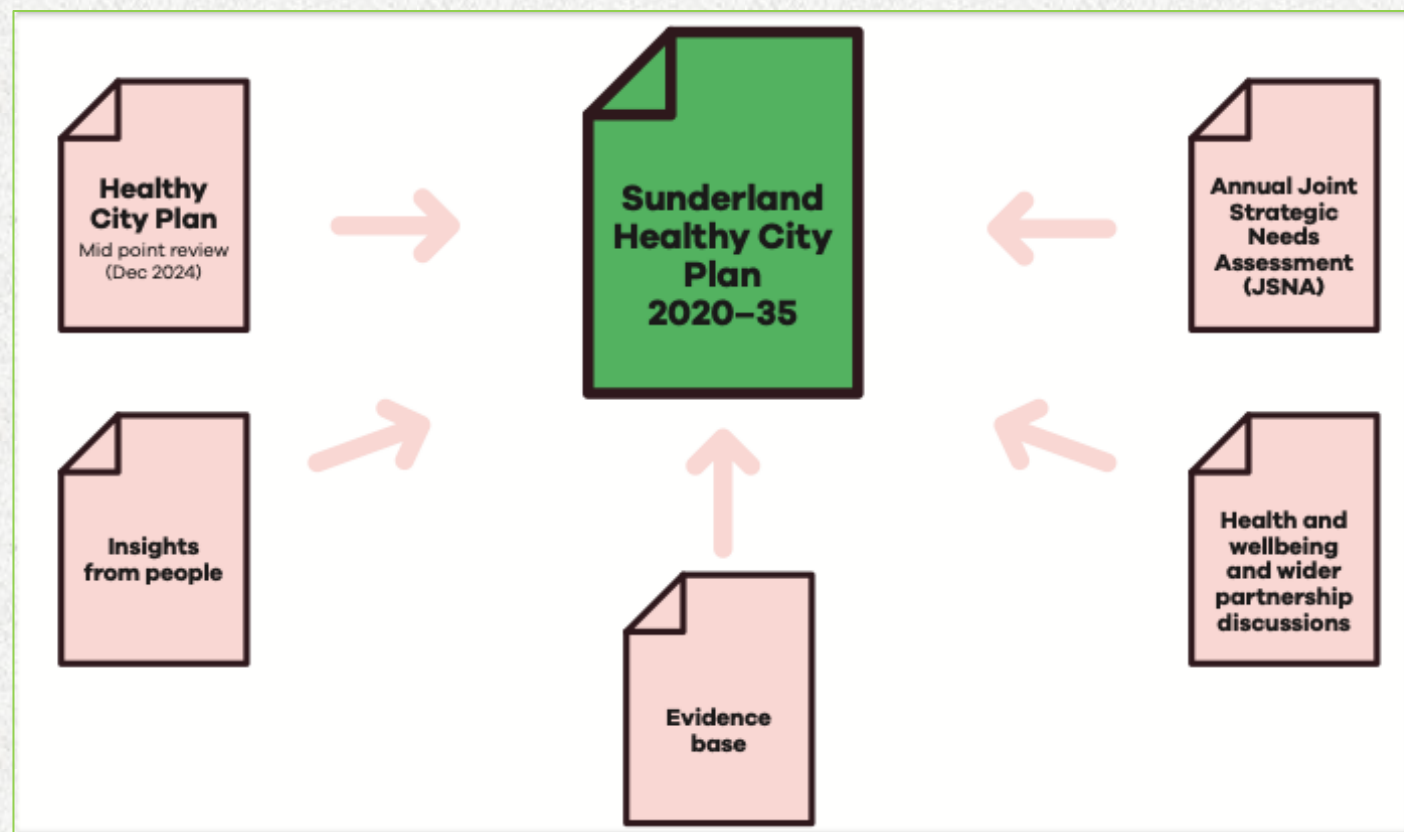 Healthy
City Plan
Mid point review
(Dec 2024)
Sunderland
Healthy City
Plan
2020–35
Annual Joint
Strategic
Needs
Assessment
(JSNA)
Insights
from people
Evidence
base
Health and
wellbeing
and wider
partnership
discussions